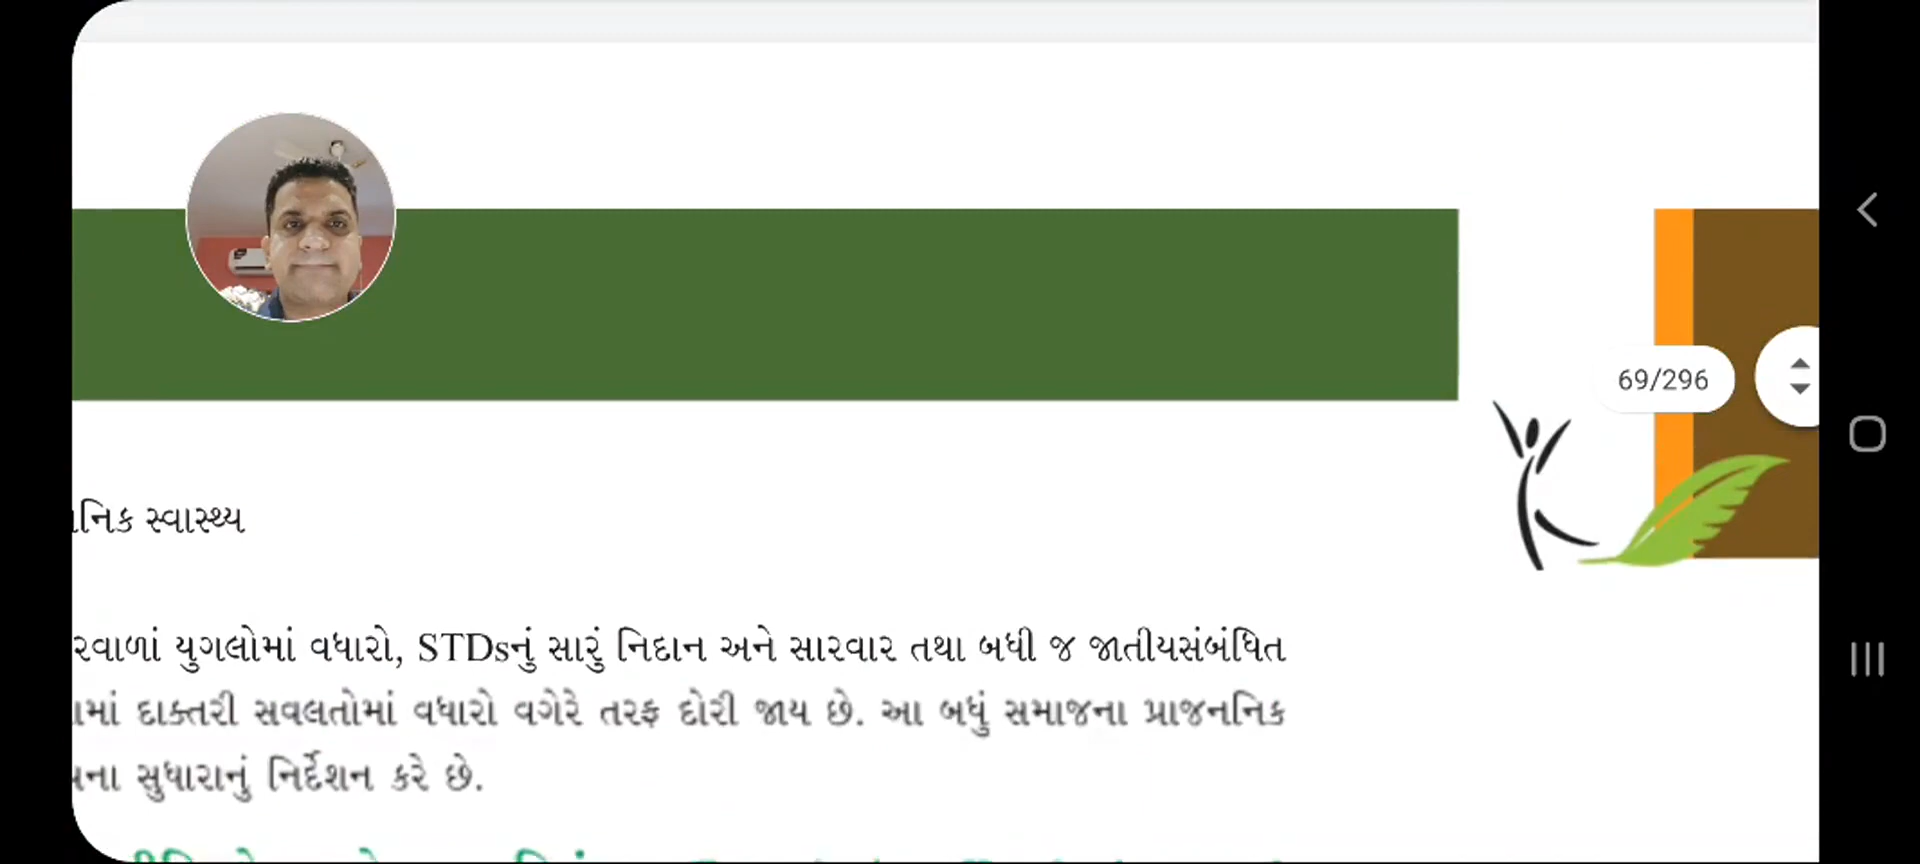 69/296
નિક સ્વાસ્થ્ય
રવાળાં યુગલોમાં વધારો, STDsનું સારું નિદાન અને સારવાર તથા બધી જ જાતીયસંબંધિત
માં દાક્તરી સવલતોમાં વધારો વગેરે તરફ દોરી જાય છે. આ બધું સમાજના પ્રાજનનિક
ના સુધારાનું નિર્દેશન કરે છે.